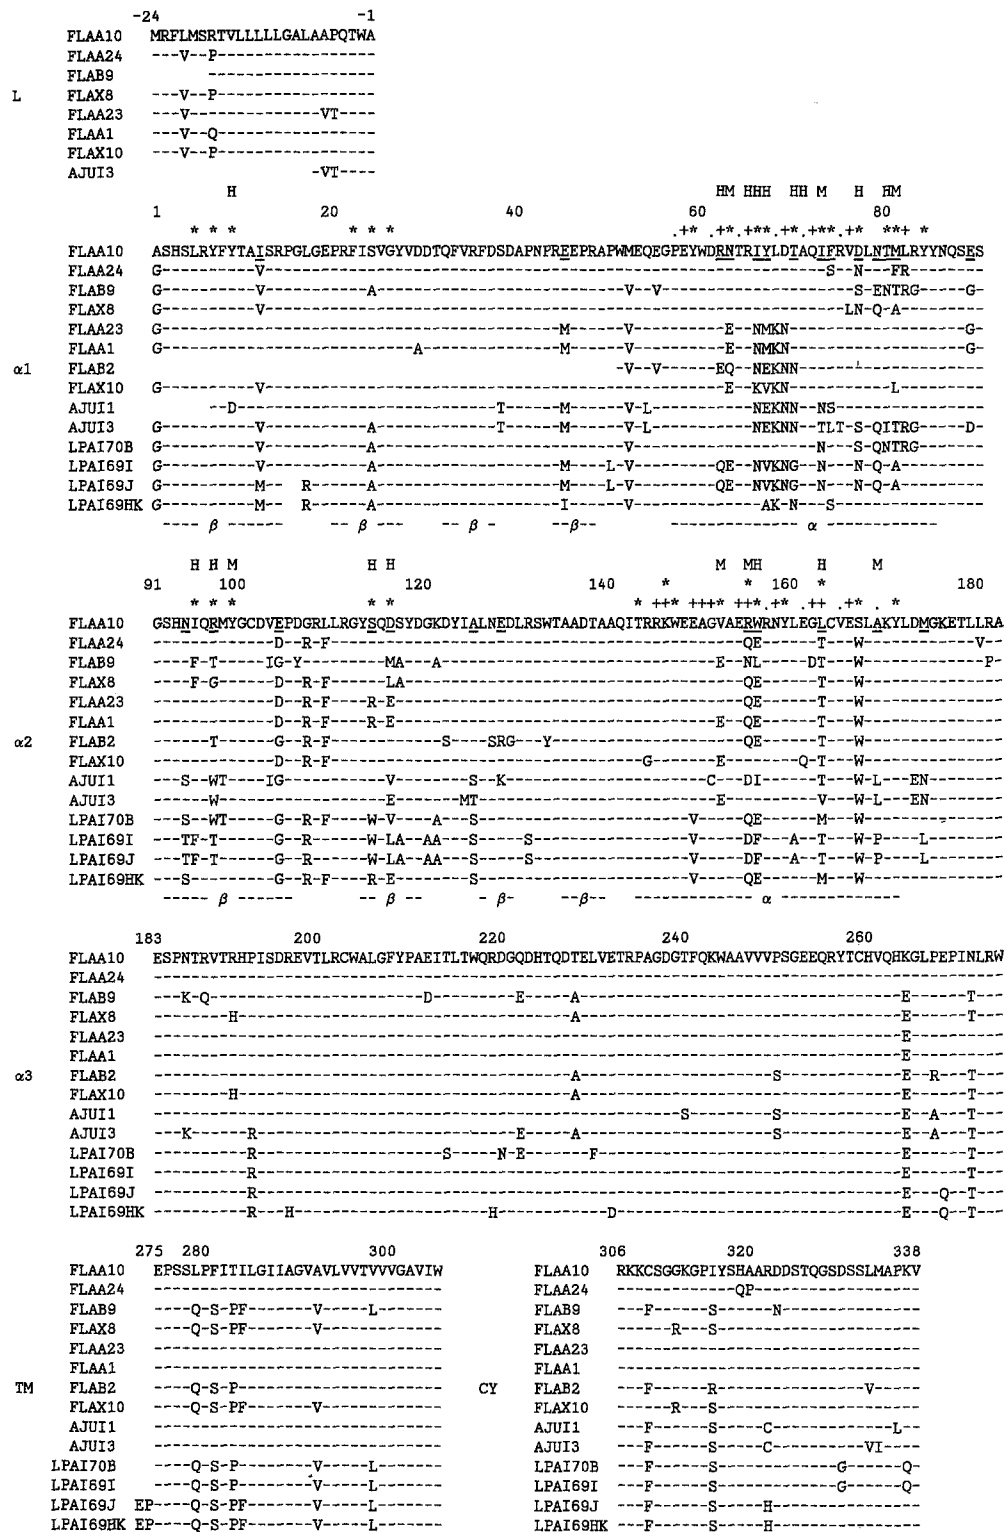 -24 -1
FLAA10 MRFLMSRTVLLLLLGALAAPQTWA
FLAA24 ---V--P-----------------
FLAB9 ------------------
L FLAX8 ---V--P-----------------
FLAA23 ---V--------------VT----
FLAA1 ---V--Q-----------------
FLAX10 ---V--P-----------------
AJUI3 -VT----
H HM HHH HH M H HM
1 20 40 60 80
* * * * * * .+* .+* +** .+* *+ .+* **+* *
FLAA10 ASHSLRYFYTAISRPGLGEPRFISVGYVDDTQFVRFDSDAPNPREEPRAPWMEQEGPEYWDRNTRIYLDTAQIFRVDLNTMLRYYNQSES
FLAA24 G----------V-------------------------------------------------------------S--N---FR--------
FLAB9 G----------V-----------A---------------------------V--V---------------------S-ENTRG-----G-
FLAX8 G----------V---------------------------------------------------------------LN-Q-A---------
FLAA23 G-------------------------------------------M------V----------E--NMKN-------------------G-
FLAA1 G----------------------------A--------------M------V----------E--NMKN-------------------G-
α1 FLAB2 -V--V------EQ--NEKNN--------------------
FLAX10 G----------V--------------------------------------------------E--KVKN-----------L---------
AJUI1 --D-----------------------------T------M------V-L-----------NEKNN--NS----------------
AJUI3 G----------V-----------A-------------T------M------V-L-----------NEKNN--TLT-S-QITRG-----D-
LPAI70B G----------V-----------A---------------------------V---------------------N---S-QNTRG-------
LPAI69I G----------V-----------A--------------------M----L-V---------QE--NVKNG--N---N-Q-A---------
LPAI69J G----------M----R------A--------------------M----L-V---------QE--NVKNG--N---N-Q-A---------
LPAI69HK G----------M----R------A--------------------I------V--------------AK-N---S----------------
---- β ------ ---- β --- --- β -- --β --- -------------- α -------------
H H M H H M MH H M
91 100 120 140 * 160 * 180
* * * * * * ++* ++++* ++* .++ .++ .+* . *
FLAA10 GSHNIQRMYGCDVEPDGRLLRGYSQDSYDGKDYIALNEDLRSWTAADTAAQITRRKWEEAGVAERWRNYLEGLCVESLAKYLDMGKETLLRA
FLAA24 -------------D--R-F---------------------------------------------QE------T---W------------V--
FLAB9 ----F-T-----IG-Y---------MA----A------------------------------E--NL-----DT---W-------------P-
FLAX8 ----F-G------D--R-F------LA--------------------------------------QE------T---W---------------
FLAA23 -------------D--R-F----R-E---------------------------------------QE------T---W---------------
FLAA1 -------------D--R-F----R-E------------------------------------E--QE------T---W---------------
α2 FLAB2 ------T------G--R-F------------S----SRG---Y---------------------QE------T---W---------------
FLAX10 -------------D--R-F----------------------------------G-------E----------Q-T---W---------------
AJUI1 ---S--WT----IG------------V--------S--K----------------------C---DI------T---W-L---EN--------
AJUI3 ------W------------------E-------MT--------------------------E----------V---W-L---EN--------
LPAI70B ---S--WT-----G--R-F----W-V----A---S-----------------------V-----QE------M---W---------------
LPAI69I ---TF-T------G--R------W-LA---AA---S-----S-----------------V-----DF---A--T---W-P----L--------
LPAI69J ---TF-T------G--R------W-LA---AA---S-----S-----------------V-----DF---A--T---W-P----L--------
LPAI69HK ---S---------G--R-F----R-E--------S-----------------------V-----QE------M---W---------------
------ β ----- --- β -- - β- --β-- ------------- α -------------
183 200 220 240 260
FLAA10 ESPNTRVTRHPISDREVTLRCWALGFYPAEITLTWQRDGQDHTQDTELVETRPAGDGTFQKWAAVVVPSGEEQRYTCHVQHKGLPEPINLRW
FLAA24 --------------------------------------------------------------------------------------------
FLAB9 ---K-Q-----------------------D---------E-----A-----------------------------------E------T---
FLAX8 --------H------------------------------------A-----------------------------------E------T---
FLAA23 ---------------------------------------------------------------------------------E----------
FLAA1 ---------------------------------------------------------------------------------E----------
α3 FLAB2 ---------------------------------------------A---------------------S-------------E--R---T---
FLAX10 --------H------------------------------------A-----------------------------------E------T---
AJUI1 ---------------------------------------------------------S---------S-------------E--A---T---
AJUI3 ---K------R----------------------------E-----A---------------------S-------------E--A---T---
LPAI70B ----------R--------------------S-----N-E-------F---------------------------------E------T---
LPAI69I ----------R----------------------------------------------------------------------E------T---
LPAI69J ----------R----------------------------------------------------------------------E---Q--T---
LPAI69HK ----------R---H---------------------H------------D-------------------------------E---Q--T---
275 280 300
FLAA10 EPSSLPFITILGIIAGVAVLVVTVVVGAVIW
FLAA24 -------------------------------
FLAB9 ----Q-S-PF-------V-----L-------
FLAX8 ----Q-S-PF-------V-------------
FLAA23 -------------------------------
FLAA1 -------------------------------
TM FLAB2 ----Q-S-P----------------------
FLAX10 ----Q-S-PF-------V-------------
AJUI1 -------------------------------
AJUI3 -------------------------------
LPAI70B ----Q-S-P--------V-----L-------
LPAI69I ----Q-S-P--------V-----L-------
LPAI69J EP----Q-S-PF-------V-----L-------
LPAI69HK EP----Q-S-PF-------V-----L-------
306 320 338
FLAA10 RKKCSGGKGPIYSHAARDDSTQGSDSSLMAPKV
FLAA24 -------------QP------------------
FLAB9 ---F------S------N---------------
FLAX8 ------R---S----------------------
FLAA23 ---------------------------------
FLAA1 ---------------------------------
CY FLAB2 ---F------R----------------V-----
FLAX10 ------R---S----------------------
AJUI1 ---F------S-----C-------------L--
AJUI3 ---F------S-----C----------VI----
LPAI70B ---F------S-------------G------Q-
LPAI69I ---F------S-------------G------Q-
LPAI69J ---F------S-----H----------------
LPAI69HK ---F------S-----H----------------